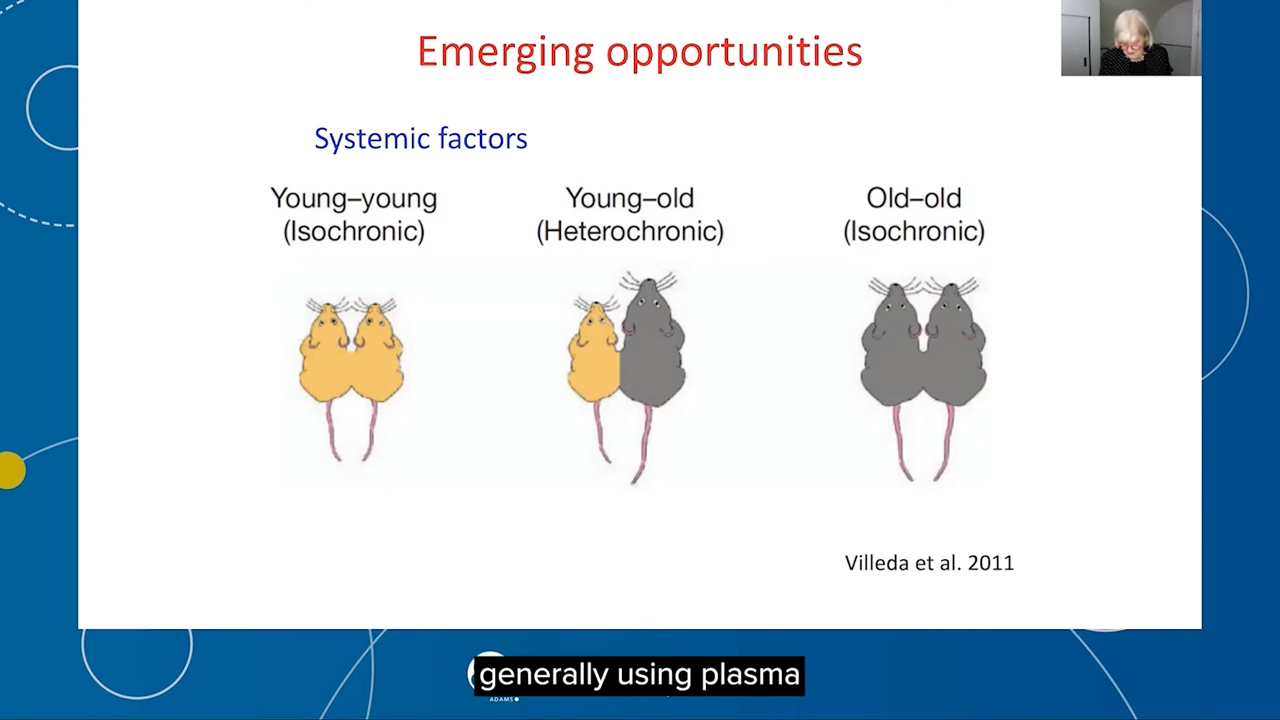 Emerging opportunities
Systemic factors
Young–young
(Isochronic)
Young–old
(Heterochronic)
Old–old
(Isochronic)
Villeda et al. 2011
generally using plasma
ADAMS